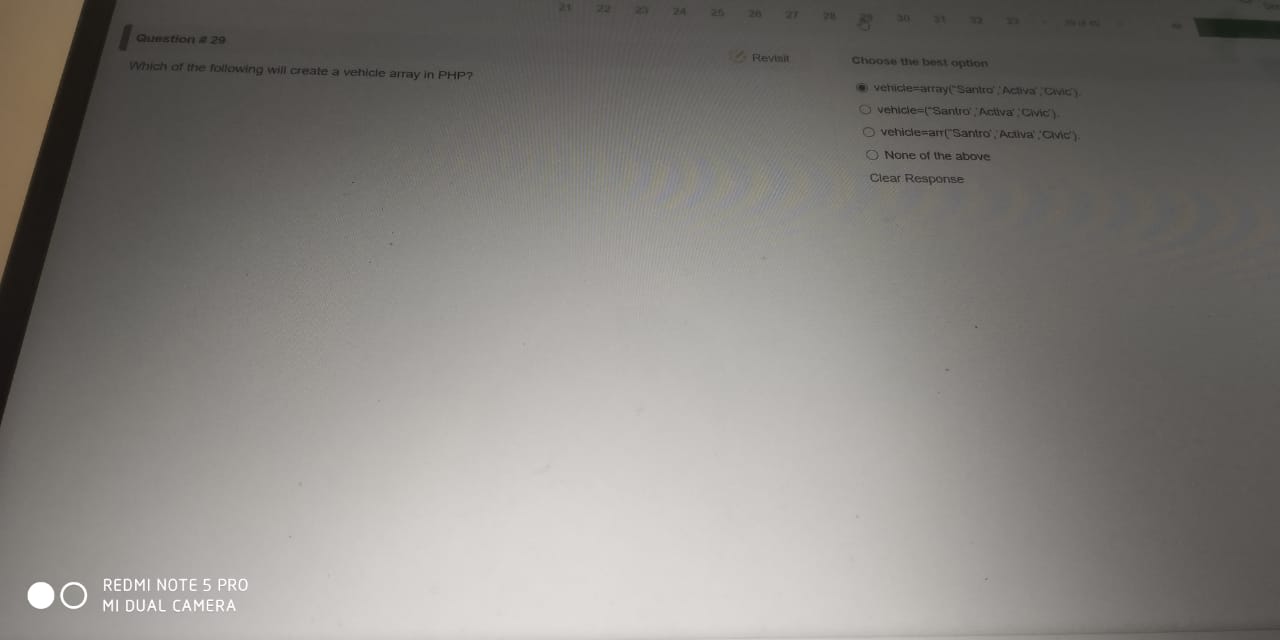 21 22 23 24 25 26 27 28 29 30 31 32 33
Question # 29
Which of the following will create a vehicle array in PHP?
Revisit
Choose the best option
vehicle=array("Santro','Activa','Civic').
vehicle=("Santro','Activa','Civic').
vehicle=arr("Santro','Activa','Civic').
None of the above
Clear Response
REDMI NOTE 5 PRO
MI DUAL CAMERA